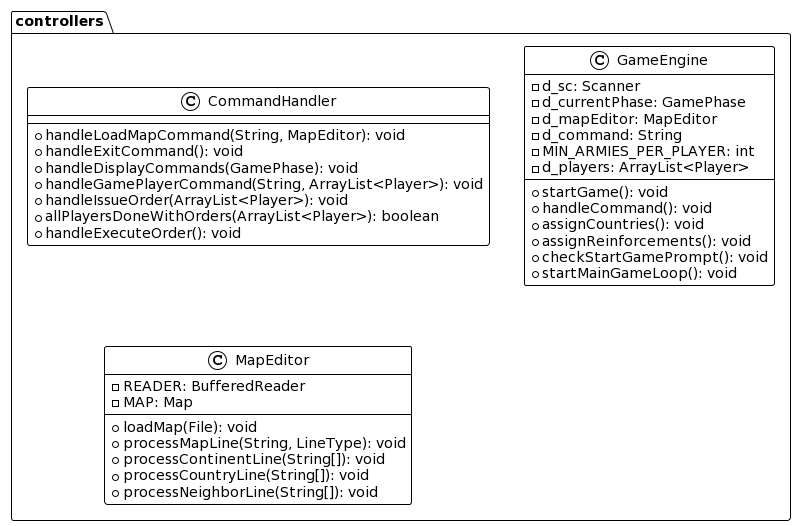 controllers
C CommandHandler
handleLoadMapCommand(String, MapEditor): void
handleExitCommand(): void
handleDisplayCommands(GamePhase): void
handleGamePlayerCommand(String, ArrayList<Player>): void
handleIssueOrder(ArrayList<Player>): void
allPlayersDoneWithOrders(ArrayList<Player>): boolean
handleExecuteOrder(): void
C GameEngine
d_sc: Scanner
d_currentPhase: GamePhase
d_mapEditor: MapEditor
d_command: String
MIN_ARMIES_PER_PLAYER: int
d_players: ArrayList<Player>
startGame(): void
handleCommand(): void
assignCountries(): void
assignReinforcements(): void
checkStartGamePrompt(): void
startMainGameLoop(): void
C MapEditor
READER: BufferedReader
MAP: Map
loadMap(File): void
processMapLine(String, LineType): void
processContinentLine(String[]): void
processCountryLine(String[]): void
processNeighborLine(String[]): void